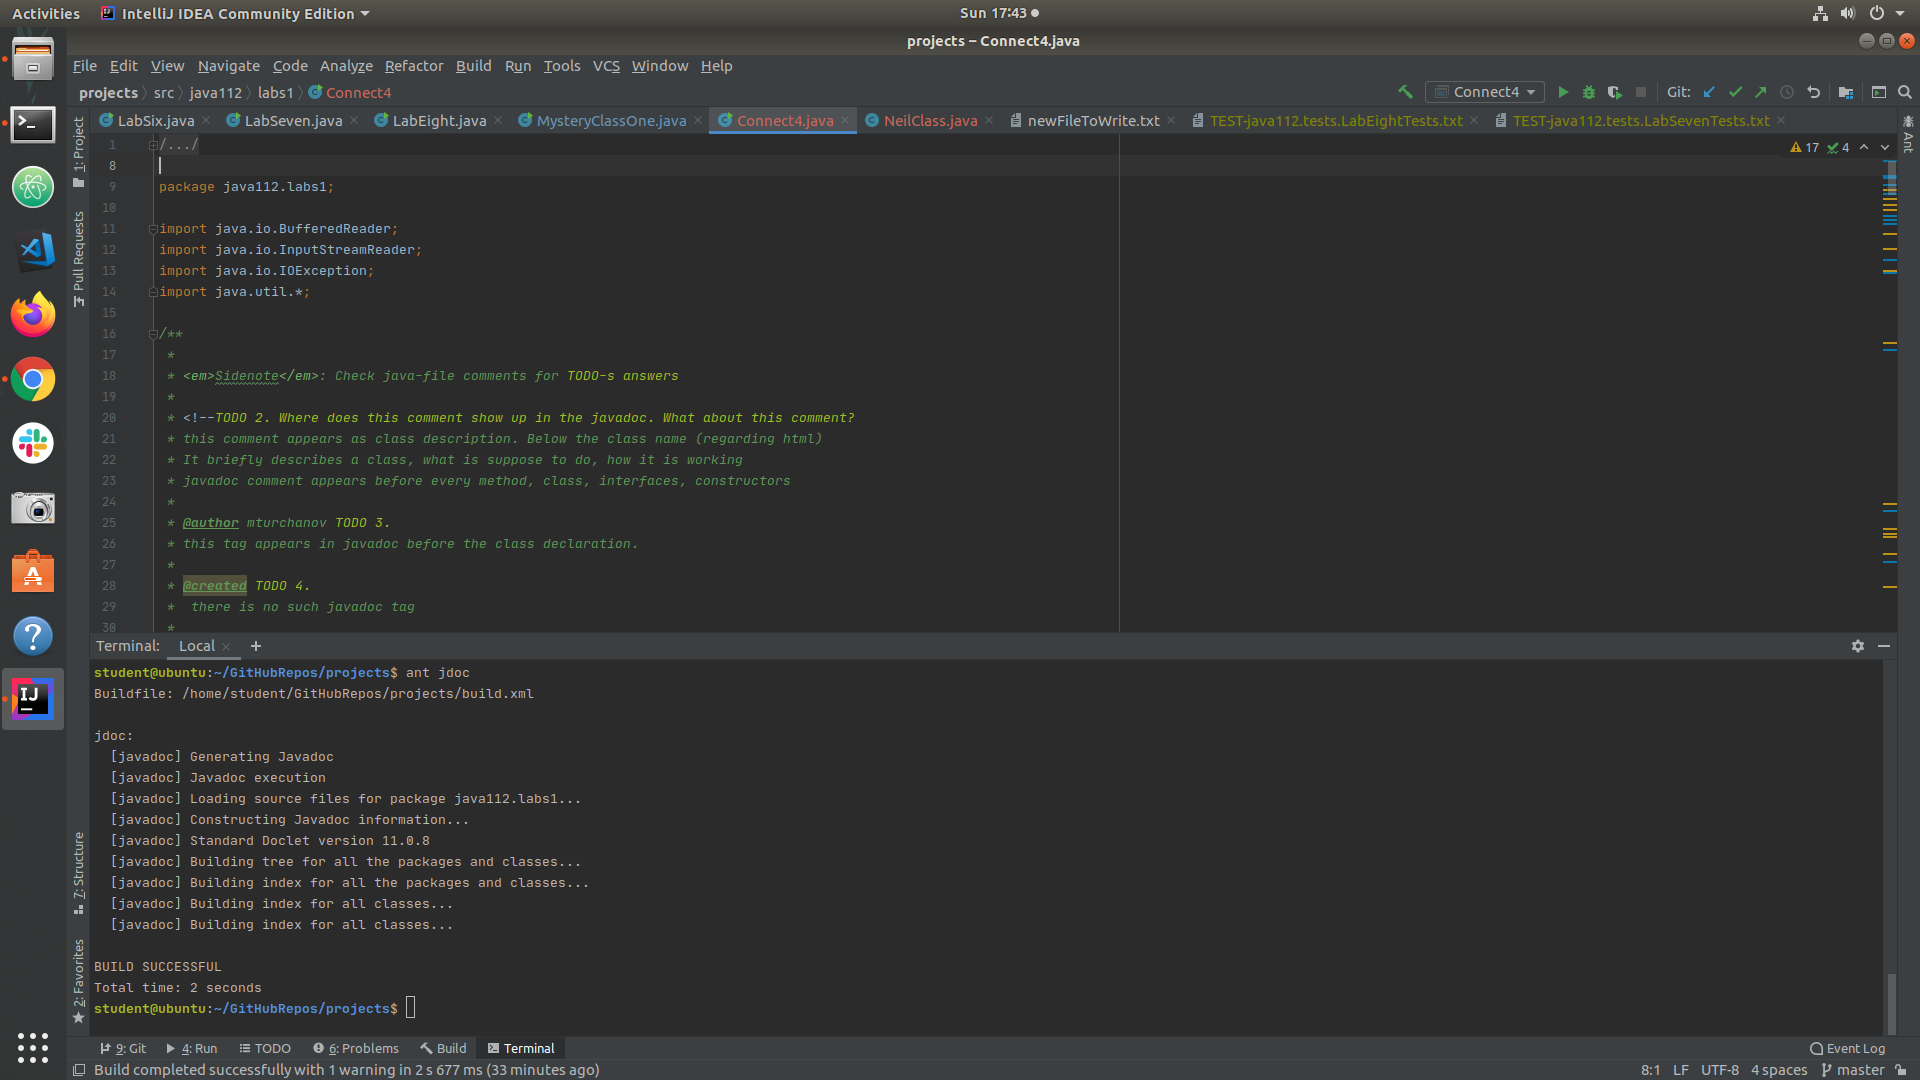 Activities IntelliJ IDEA Community Edition Sun 17:43
projects – Connect4.java
File Edit View Navigate Code Analyze Refactor Build Run Tools VCS Window Help
projects src java112 labs1 Connect4 Connect4 Git:
LabSix.java LabSeven.java LabEight.java MysteryClassOne.java Connect4.java NeilClass.java newFileToWrite.txt TEST-java112.tests.LabEightTests.txt TEST-java112.tests.LabSevenTests.txt
1: Project
Pull Requests
7: Structure
2: Favorites
Ant
17 4
1 /.../
8
9 package java112.labs1;
10
11 import java.io.BufferedReader;
12 import java.io.InputStreamReader;
13 import java.io.IOException;
14 import java.util.*;
15
16 /**
17 *
18 * <em>Sidenote</em>: Check java-file comments for TODO-s answers
19 *
20 * <!--TODO 2. Where does this comment show up in the javadoc. What about this comment?
21 * this comment appears as class description. Below the class name (regarding html)
22 * It briefly describes a class, what is suppose to do, how it is working
23 * javadoc comment appears before every method, class, interfaces, constructors
24 *
25 * @author mturchanov TODO 3.
26 * this tag appears in javadoc before the class declaration.
27 *
28 * @created TODO 4.
29 * there is no such javadoc tag
30 *
Terminal: Local +
student@ubuntu:~/GitHubRepos/projects$ ant jdoc
Buildfile: /home/student/GitHubRepos/projects/build.xml
jdoc:
[javadoc] Generating Javadoc
[javadoc] Javadoc execution
[javadoc] Loading source files for package java112.labs1...
[javadoc] Constructing Javadoc information...
[javadoc] Standard Doclet version 11.0.8
[javadoc] Building tree for all the packages and classes...
[javadoc] Building index for all the packages and classes...
[javadoc] Building index for all classes...
[javadoc] Building index for all classes...
BUILD SUCCESSFUL
Total time: 2 seconds
student@ubuntu:~/GitHubRepos/projects$
9: Git 4: Run TODO 6: Problems Build Terminal Event Log
Build completed successfully with 1 warning in 2 s 677 ms (33 minutes ago) 8:1 LF UTF-8 4 spaces master